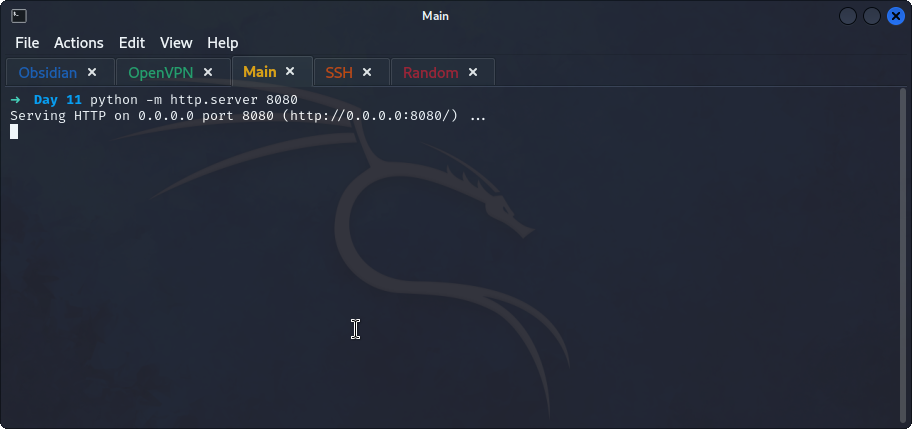 Main
File Actions Edit View Help
Obsidian OpenVPN Main SSH Random
→ Day 11 python -m http.server 8080
Serving HTTP on 0.0.0.0 port 8080 (http://0.0.0.0:8080/) ...